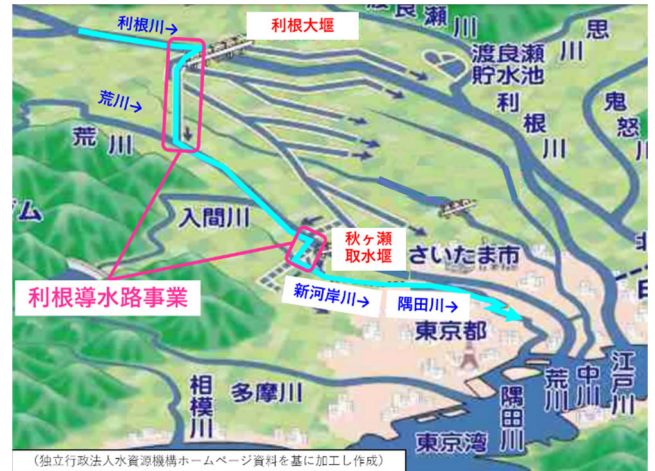 利根川→
利根大堰
渡良瀬川
思川
渡良瀬
貯水池
利根川
鬼怒川
荒川→
荒川
ダム
入間川
秋ヶ瀬
取水堰
さいたま市
利根導水路事業
新河岸川→
隅田川→
東京都
相模川
多摩川
東京湾
隅田川
荒川
中川
江戸川
（独立行政法人水資源機構ホームページ資料を基に加工し作成）